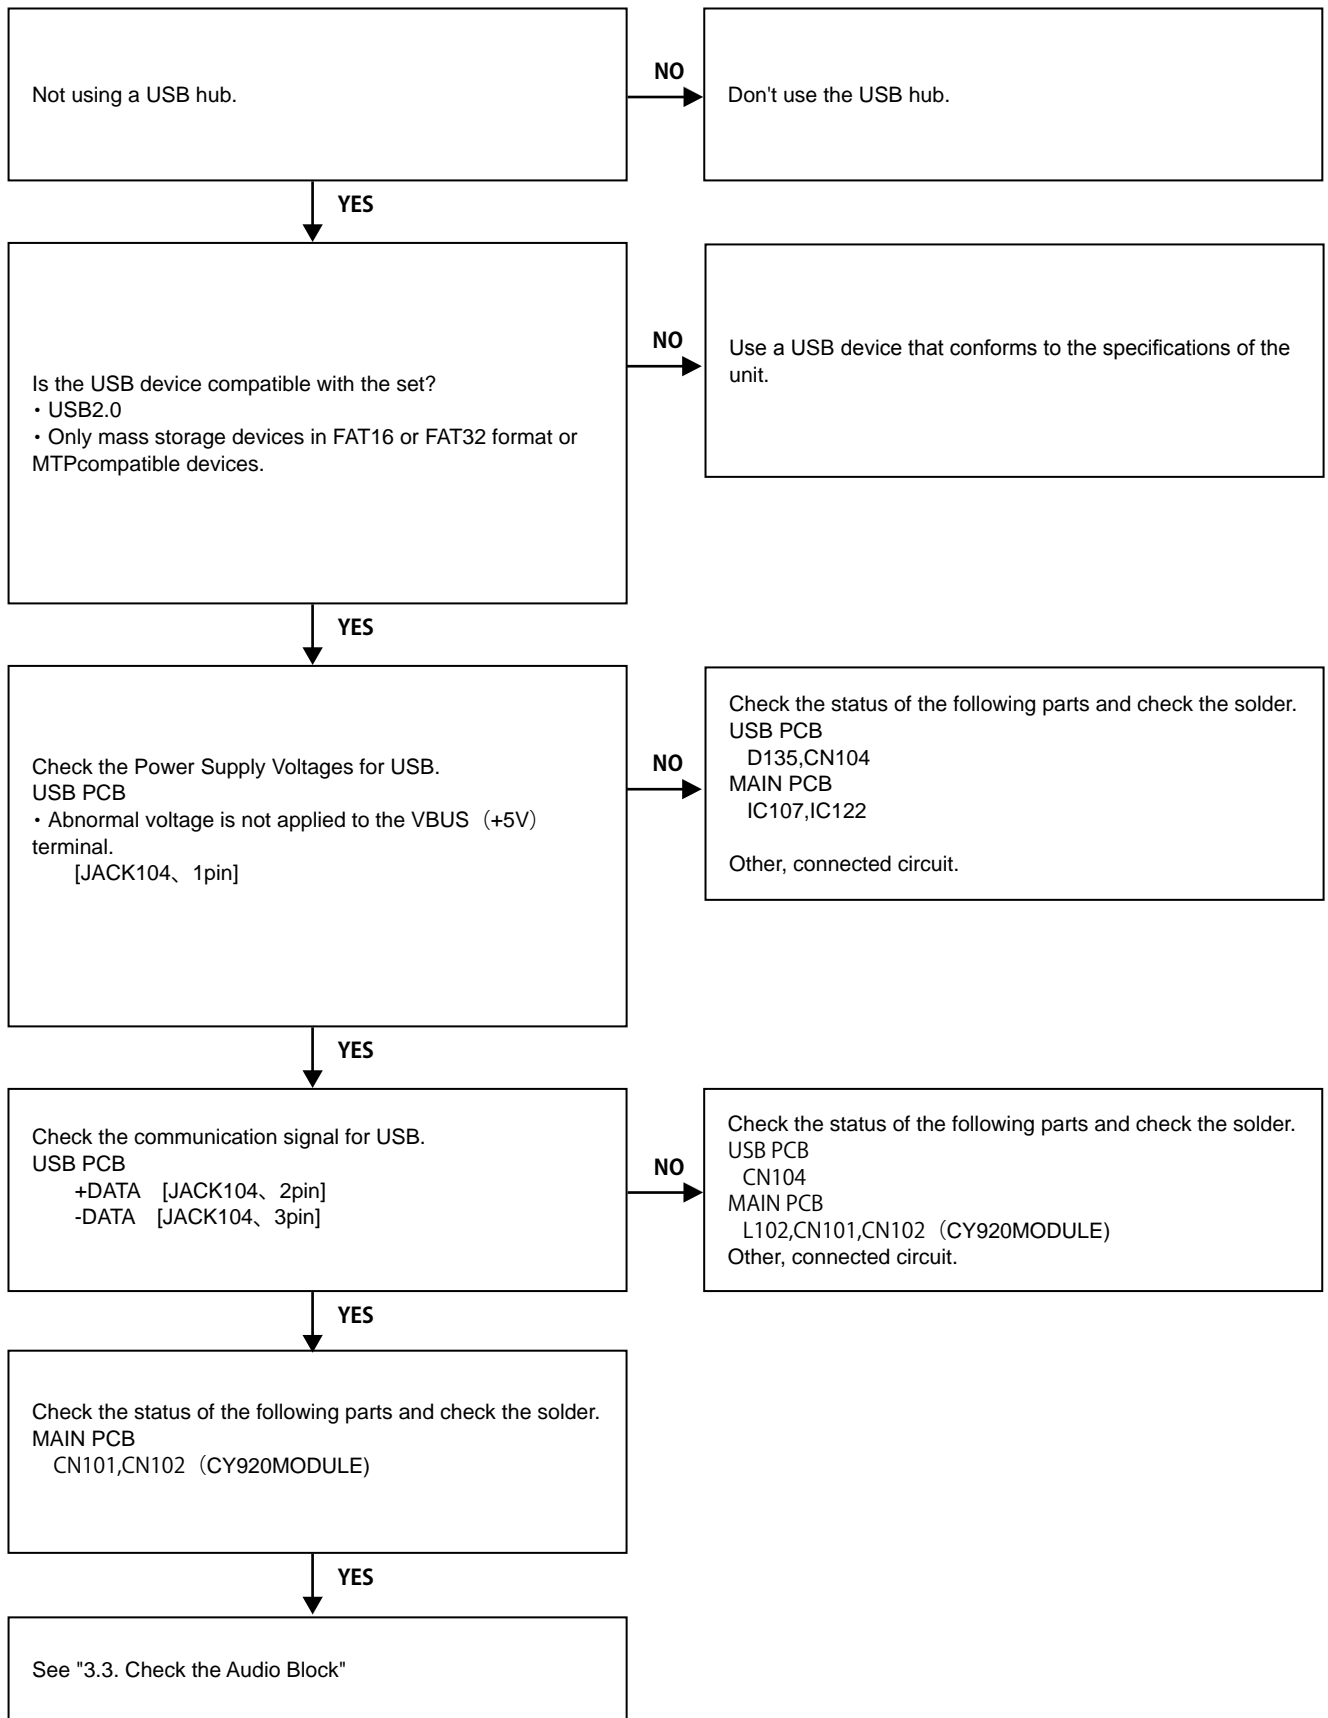 Not using a USB hub.
NO
Don't use the USB hub.
YES
Is the USB device compatible with the set?
・USB2.0
・Only mass storage devices in FAT16 or FAT32 format or
MTPcompatible devices.
NO
Use a USB device that conforms to the specifications of the
unit.
YES
Check the Power Supply Voltages for USB.
USB PCB
・Abnormal voltage is not applied to the VBUS（+5V）
terminal.
[JACK104、1pin]
NO
Check the status of the following parts and check the solder.
USB PCB
D135,CN104
MAIN PCB
IC107,IC122
Other, connected circuit.
YES
Check the communication signal for USB.
USB PCB
+DATA [JACK104、2pin]
-DATA [JACK104、3pin]
NO
Check the status of the following parts and check the solder.
USB PCB
CN104
MAIN PCB
L102,CN101,CN102（CY920MODULE)
Other, connected circuit.
YES
Check the status of the following parts and check the solder.
MAIN PCB
CN101,CN102（CY920MODULE)
YES
See "3.3. Check the Audio Block"